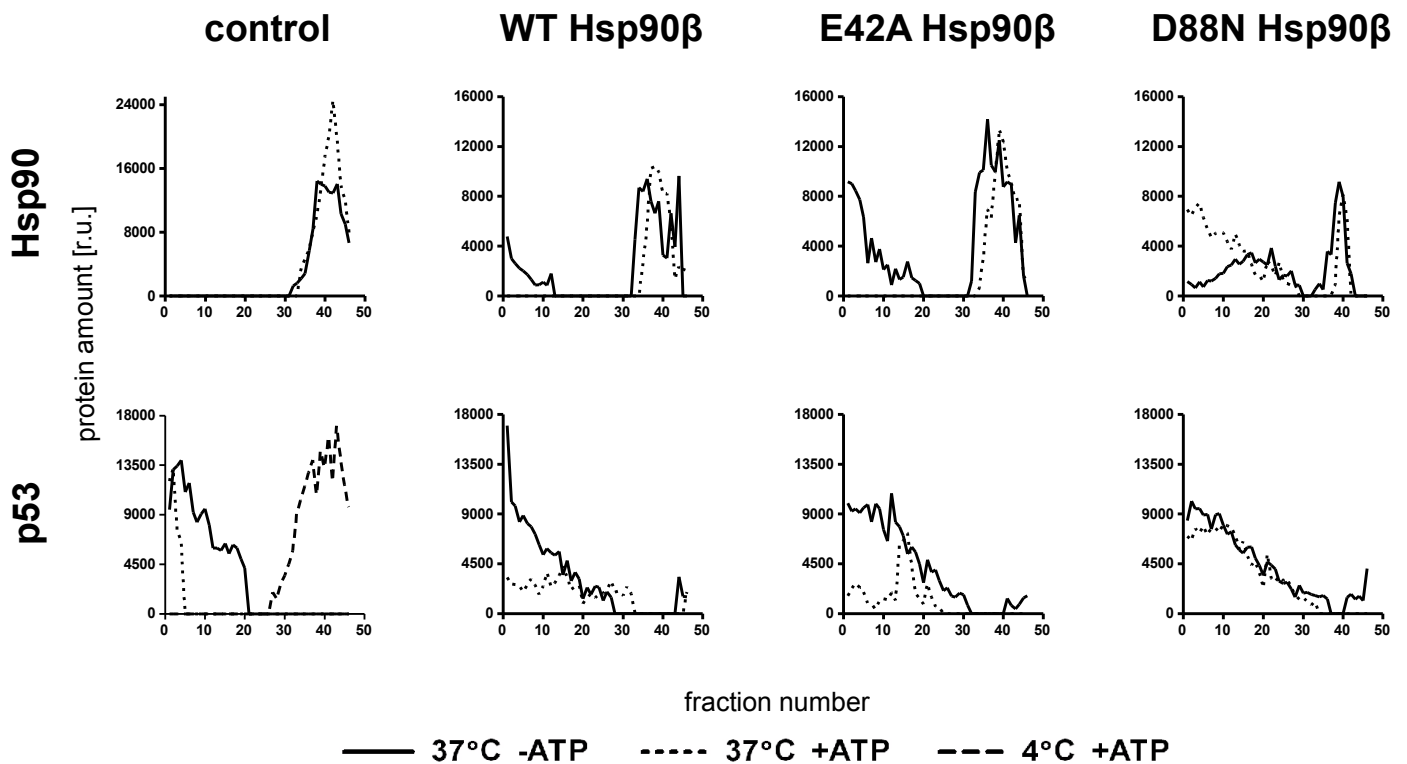 control WT Hsp90β E42A Hsp90β D88N Hsp90β
Hsp90
protein amount [r.u.]
24000 16000 16000 16000
16000 12000 12000 12000
8000 8000 8000 8000
4000 4000 4000
0 0 0 0
0 10 20 30 40 50 0 10 20 30 40 50 0 10 20 30 40 50 0 10 20 30 40 50
p53
18000 18000 18000 18000
13500 13500 13500 13500
9000 9000 9000 9000
4500 4500 4500 4500
0 0 0 0
0 10 20 30 40 50 0 10 20 30 40 50 0 10 20 30 40 50 0 10 20 30 40 50
fraction number
37°C -ATP 37°C +ATP 4°C +ATP